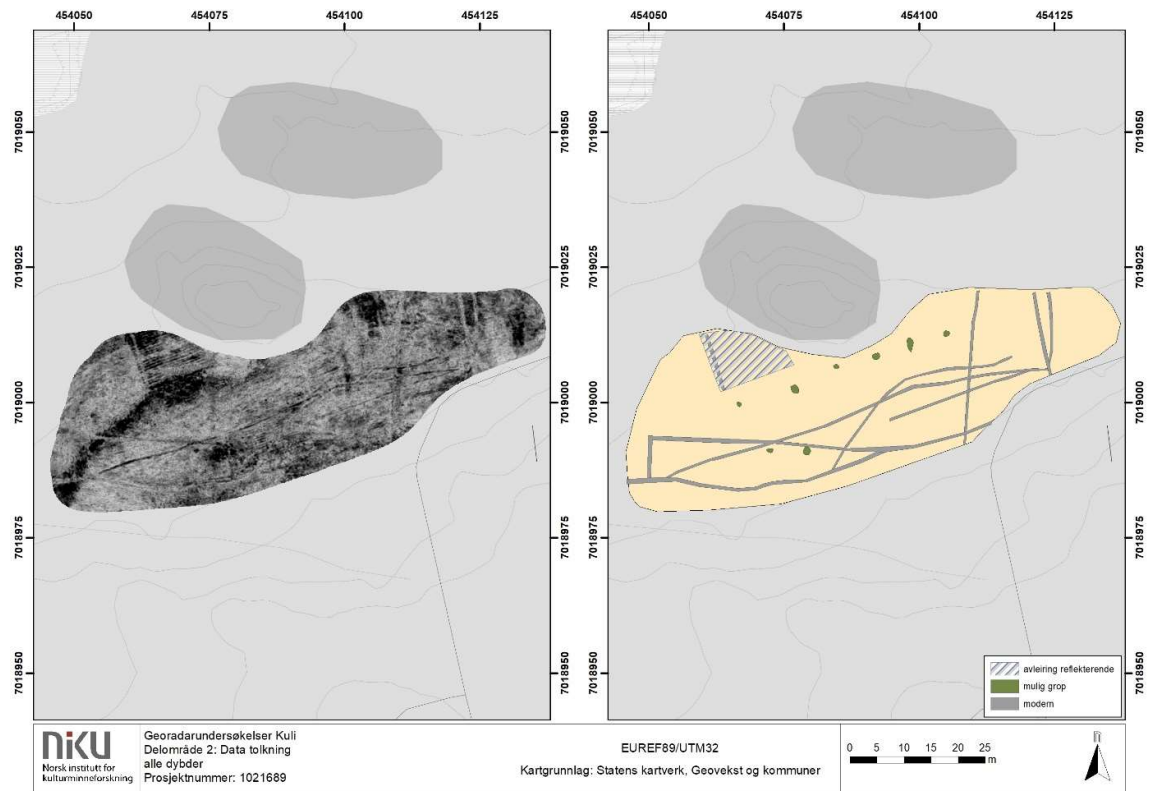 454050 454075 454100 454125
454050 454075 454100 454125
7019050
7019025
7019000
7018975
7018950
7019050
7019025
7019000
7018975
7018950
7019050
7019025
7019000
7018975
7018950
7019050
7019025
7019000
7018975
7018950
avleiring reflekterende
mulig grop
modern
NIKU
Norsk institutt for
kulturminneforskning
Georadarundersøkelser Kuli
Delområde 2: Data tolkning
alle dybder
Prosjektnummer: 1021689
EUREF89/UTM32
Kartgrunnlag: Statens kartverk, Geovekst og kommuner
0 5 10 15 20 25
m
n